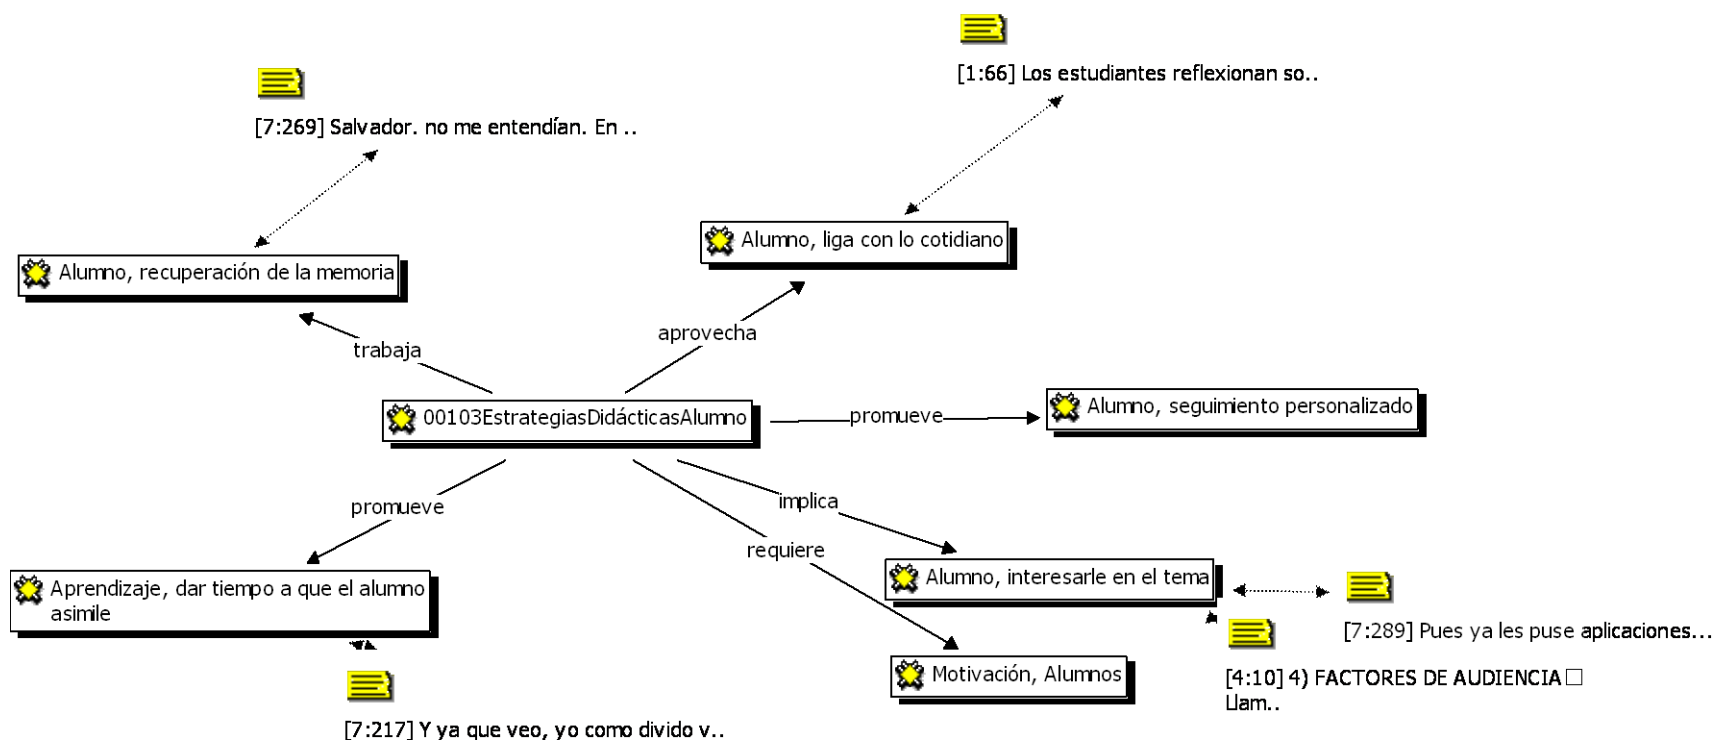 [1:66] Los estudiantes reflexionan so..
[7:269] Salvador. no me entendían. En ..
Alumno, liga con lo cotidiano
Alumno, recuperación de la memoria
aprovecha
trabaja
00103EstrategiasDidácticasAlumno
promueve
Alumno, seguimiento personalizado
promueve
implica
requiere
Aprendizaje, dar tiempo a que el alumno
asimile
Alumno, interesarle en el tema
[7:289] Pues ya les puse aplicaciones...
Motivación, Alumnos
[4:10] 4) FACTORES DE AUDIENCIA □
Llam..
[7:217] Y ya que veo, yo como divido v..